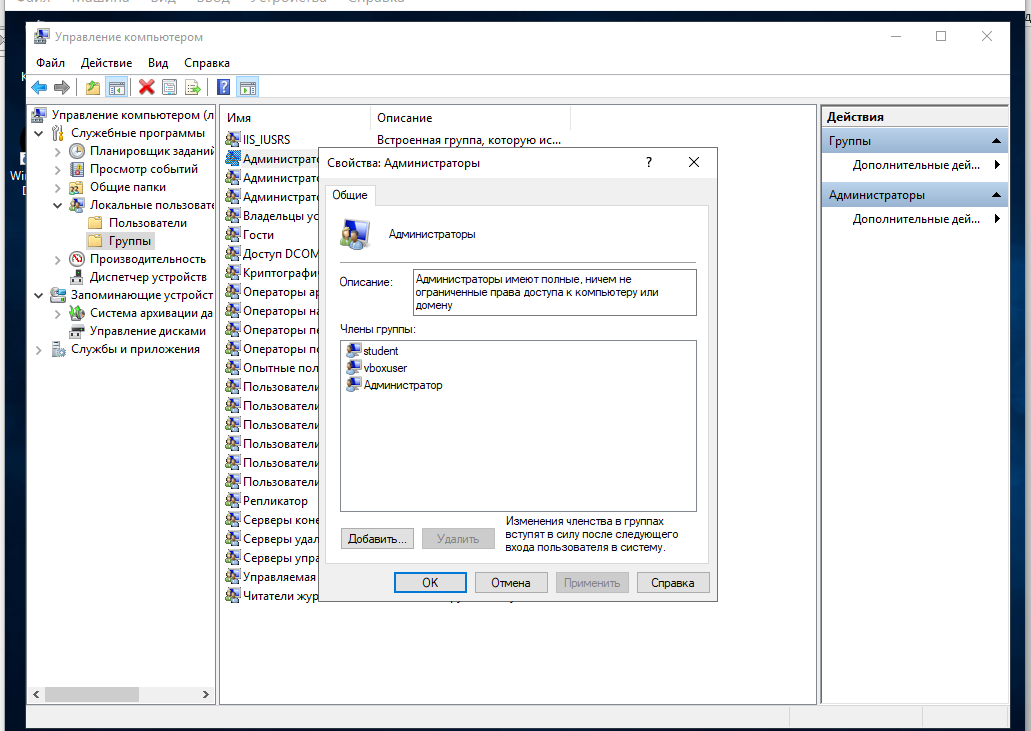 Управление компьютером
Файл Действие Вид Справка
Управление компьютером (л
Служебные программы
Планировщик заданий
Просмотр событий
Общие папки
Локальные пользовате
Пользователи
Группы
Производительность
Диспетчер устройств
Запоминающие устройст
Система архивации да
Управление дисками
Службы и приложения
Имя Описание
IIS_IUSRS Встроенная группа, которую ис...
Администрато
Администрато
Администрато
Владельцы ус
Гости
Доступ DCOM
Криптографи
Операторы ар
Операторы на
Операторы пе
Операторы по
Опытные пол
Пользователи
Пользователи
Пользователи
Пользователи
Пользователи
Пользователи
Репликатор
Серверы коне
Серверы удал
Серверы упра
Управляемая
Читатели жур
Свойства: Администраторы ?
Общие
Администраторы
Описание:
Администраторы имеют полные, ничем не
ограниченные права доступа к компьютеру или
домену
Члены группы:
student
vboxuser
Администратор
Добавить... Удалить
Изменения членства в группах
вступят в силу после следующего
входа пользователя в систему.
OK Отмена Применить Справка
Действия
Группы
Дополнительные дей...
Администраторы
Дополнительные дей...